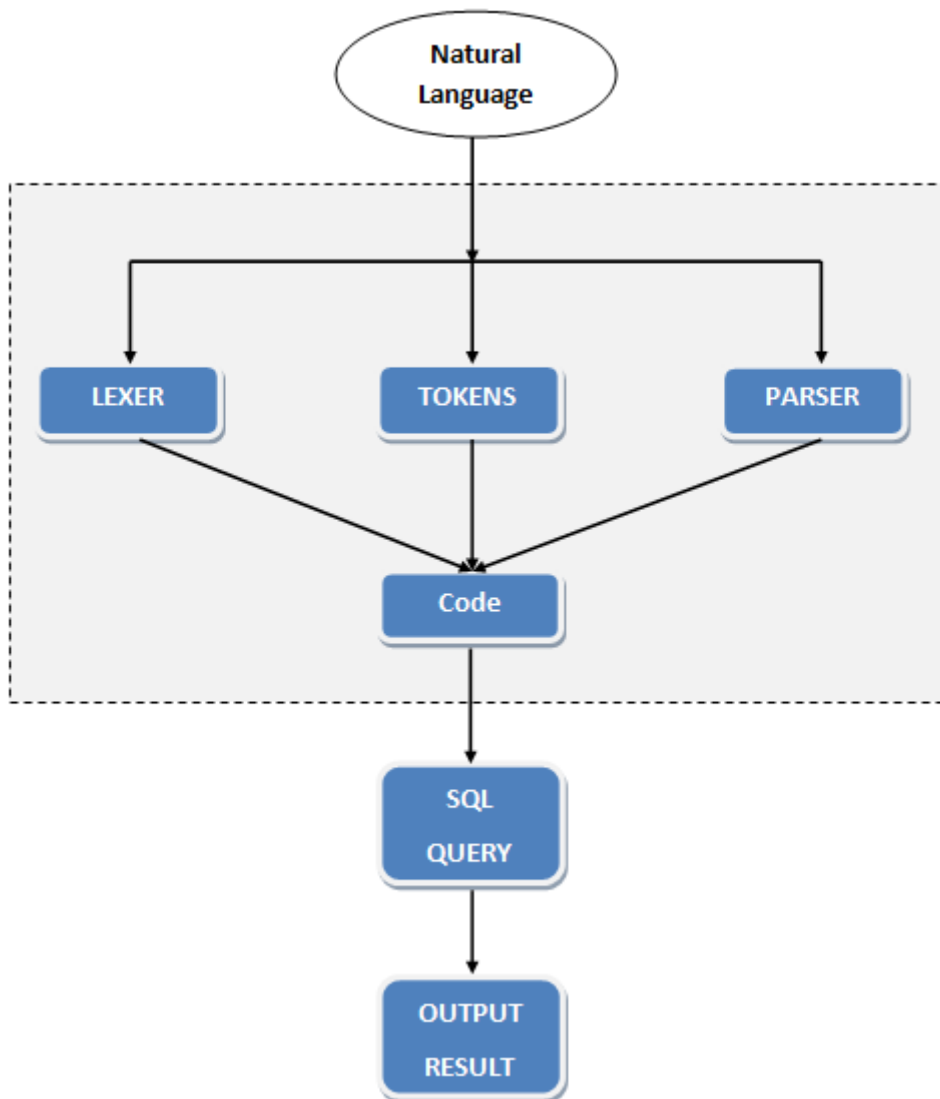 Natural
Language
LEXER
TOKENS
PARSER
Code
SQL
QUERY
OUTPUT
RESULT